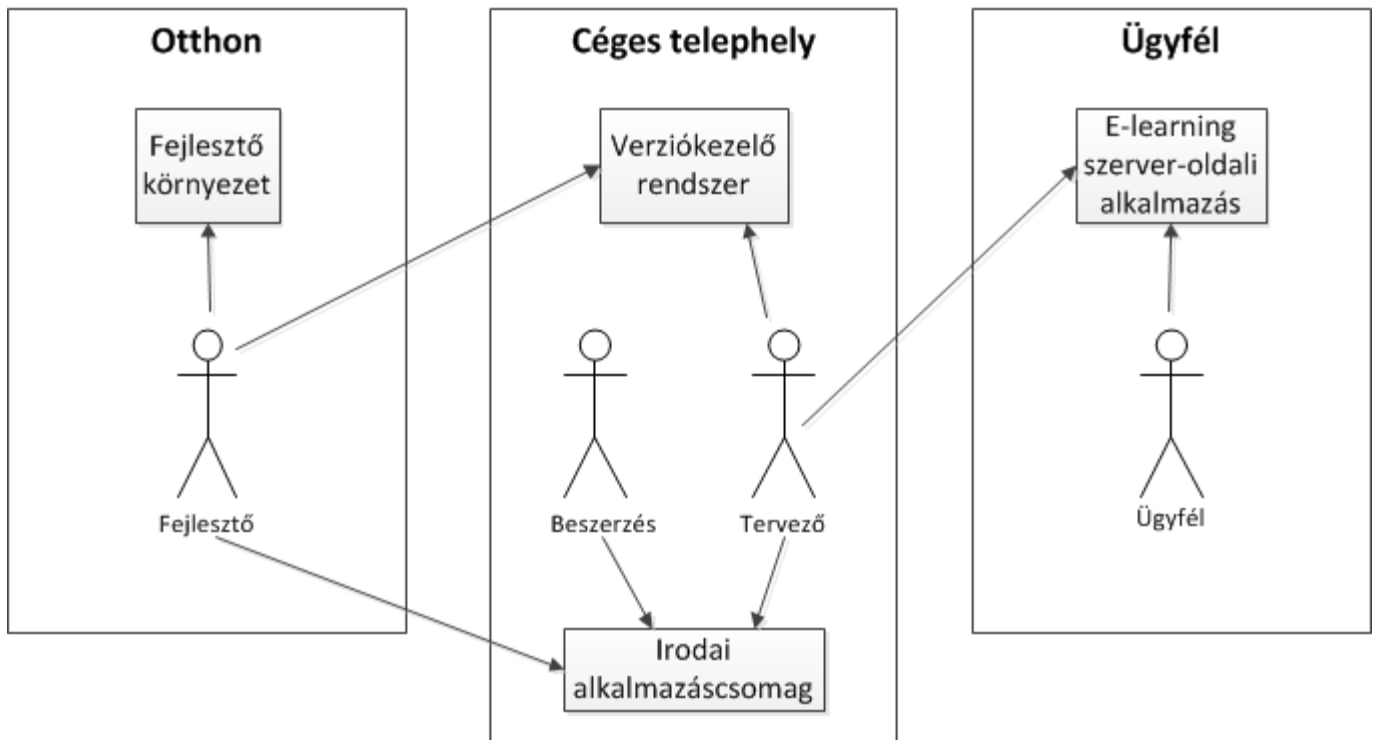 Otthon
Céges telephely
Ügyfél
Fejlesztő
környezet
Verziókezelő
rendszer
E-learning
szerver-oldali
alkalmazás
Fejlesztő
Beszerzés
Tervező
Ügyfél
Irodai
alkalmazáscsomag